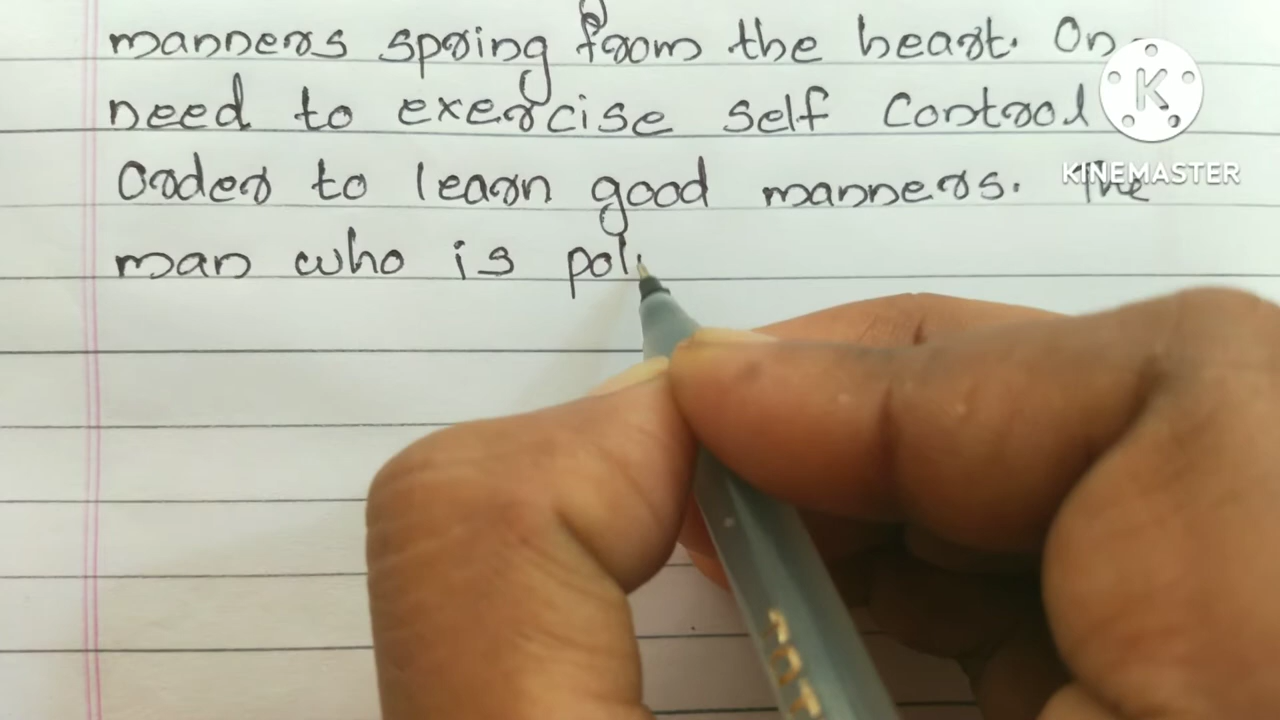 manners spring from the heart. On
need to exercise self control
order to learn good manners. The
man who is pol
K
KINEMASTER